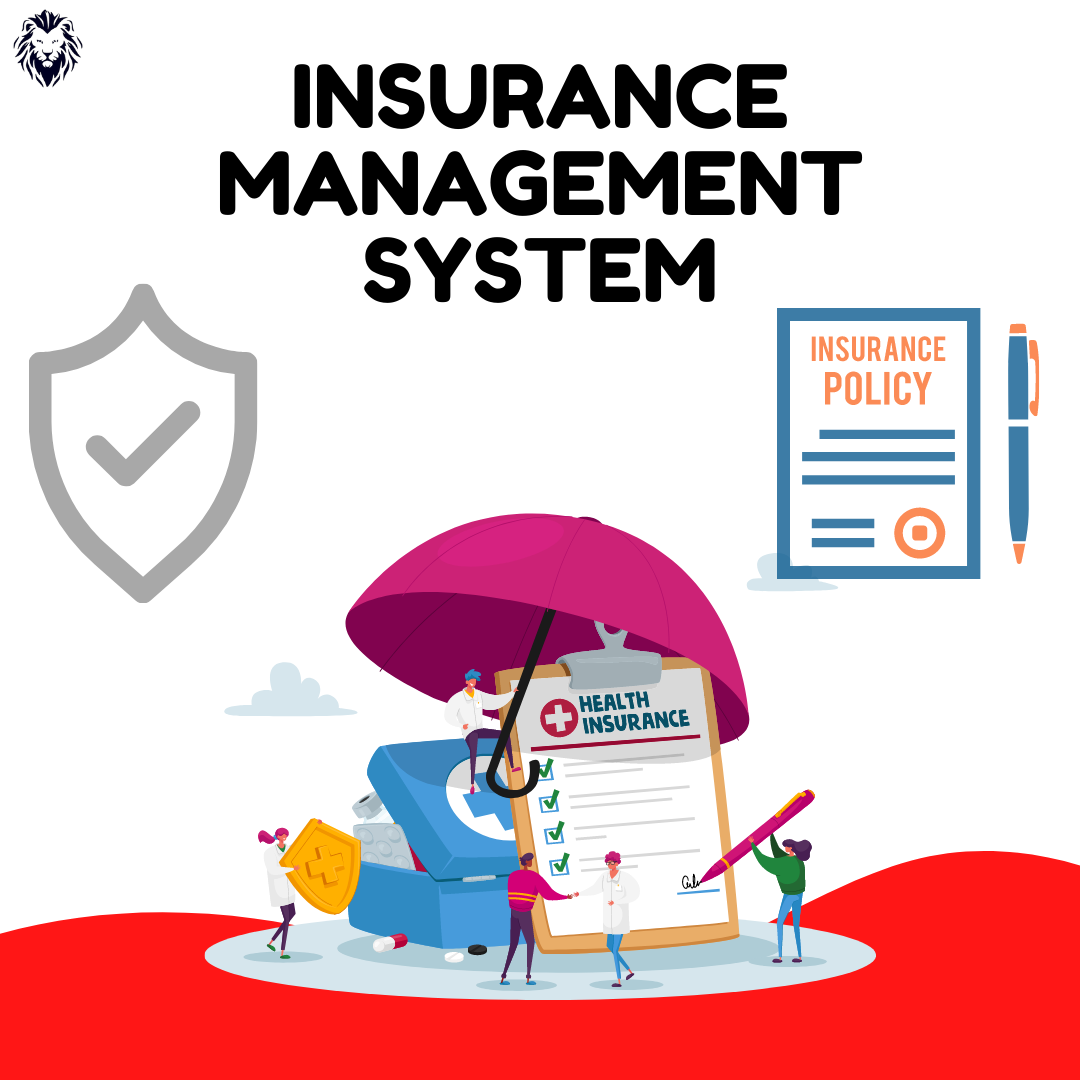 INSURANCE
MANAGEMENT
SYSTEM
INSURANCE
POLICY
HEALTH
INSURANCE